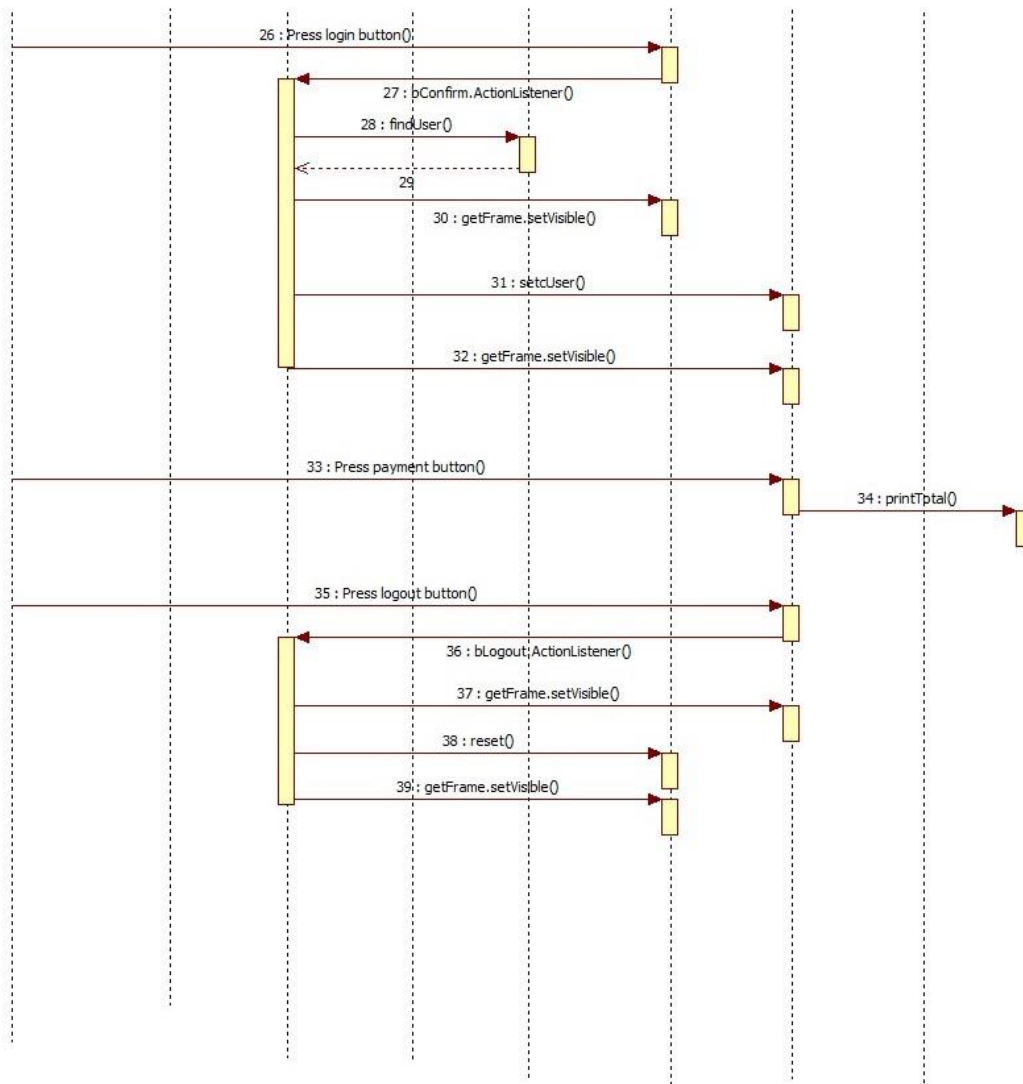 26 : Press login button()
27 : bConfirm.ActionListener()
28 : findUser()
29
30 : getFrame.setVisible()
31 : setcUser()
32 : getFrame.setVisible()
33 : Press payment button()
34 : printTotal()
35 : Press logout button()
36 : bLogout.ActionListener()
37 : getFrame.setVisible()
38 : reset()
39 : getFrame.setVisible()